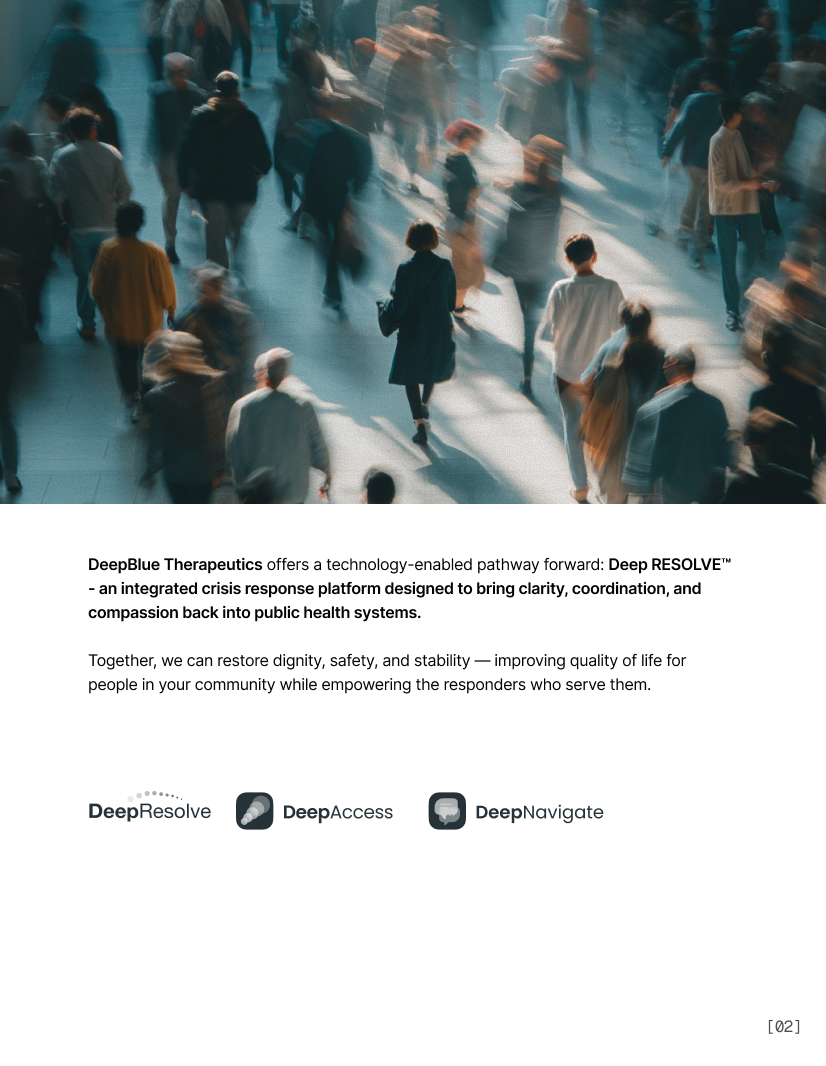 DeepBlue Therapeutics offers a technology-enabled pathway forward: Deep RESOLVE™
- an integrated crisis response platform designed to bring clarity, coordination, and
compassion back into public health systems.
Together, we can restore dignity, safety, and stability — improving quality of life for
people in your community while empowering the responders who serve them.
DeepResolve DeepAccess DeepNavigate
[02]